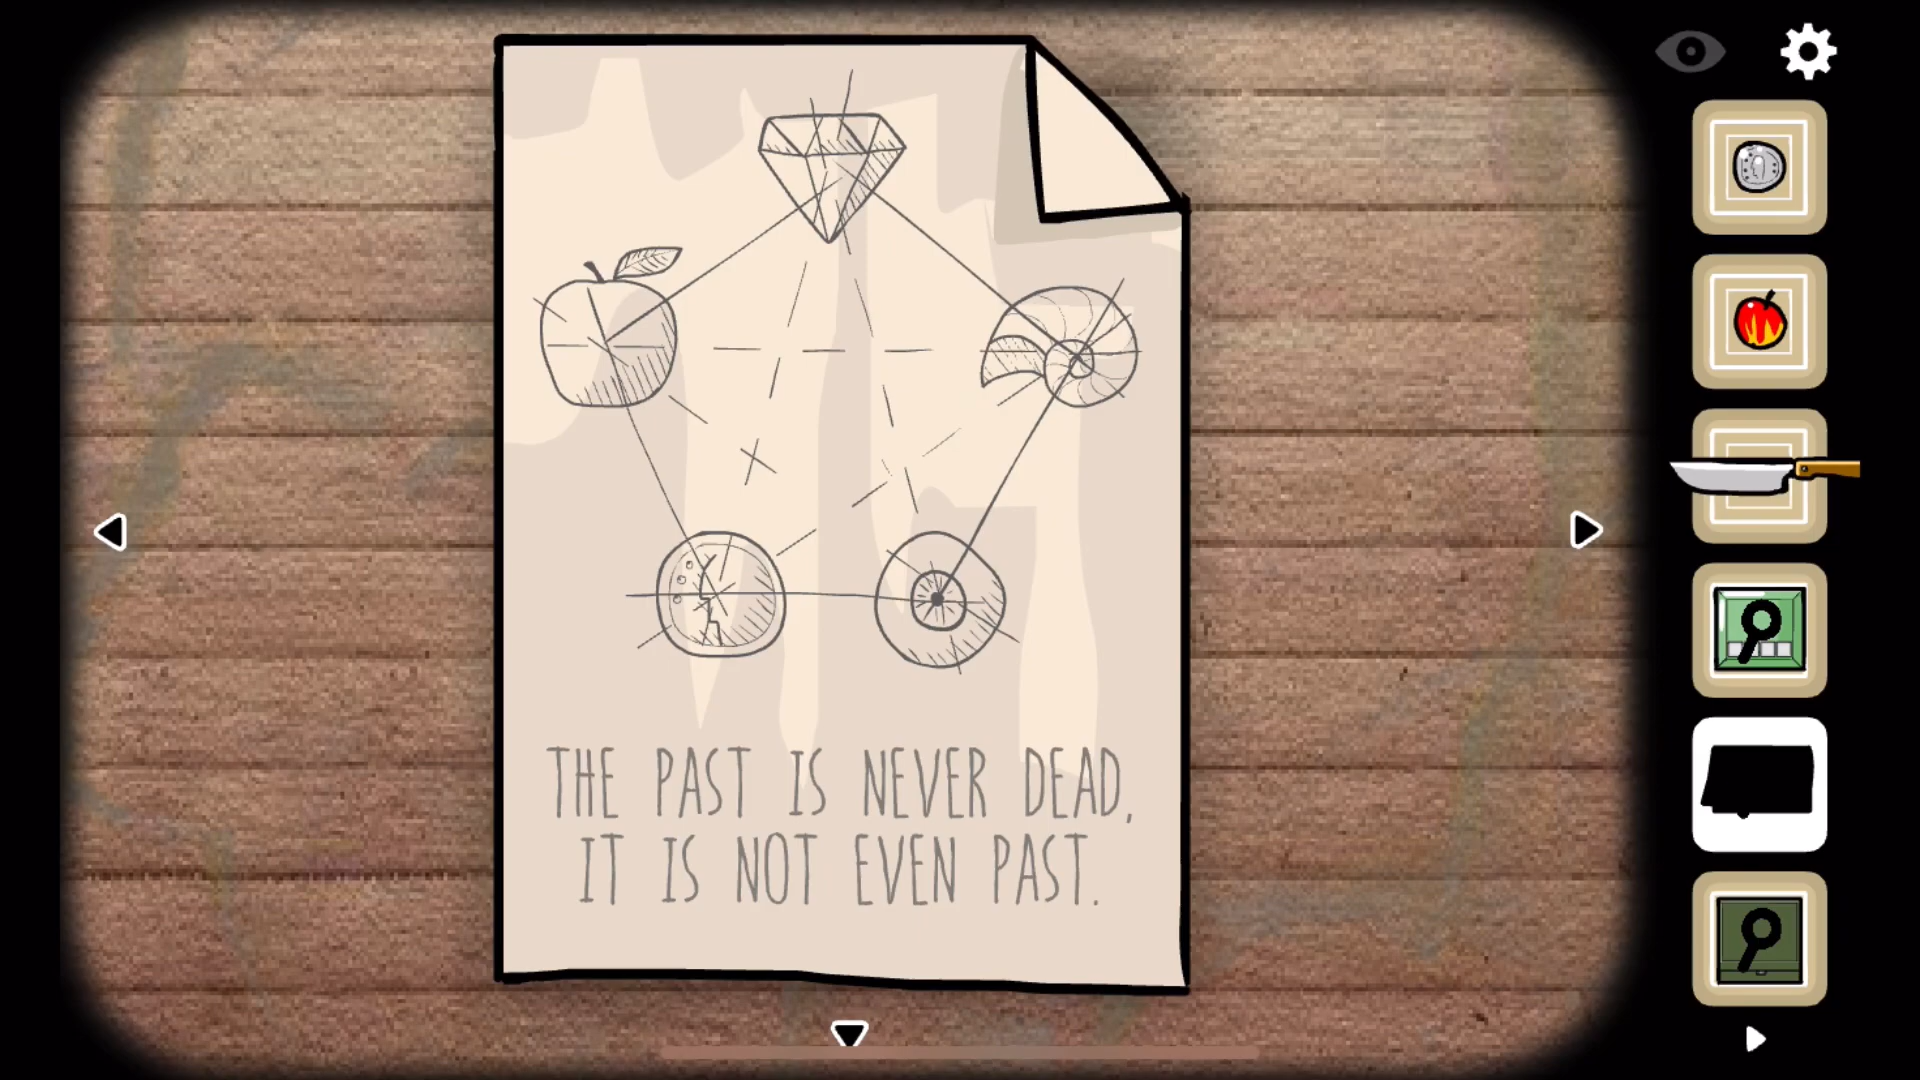 THE PAST IS NEVER DEAD,
IT IS NOT EVEN PAST.